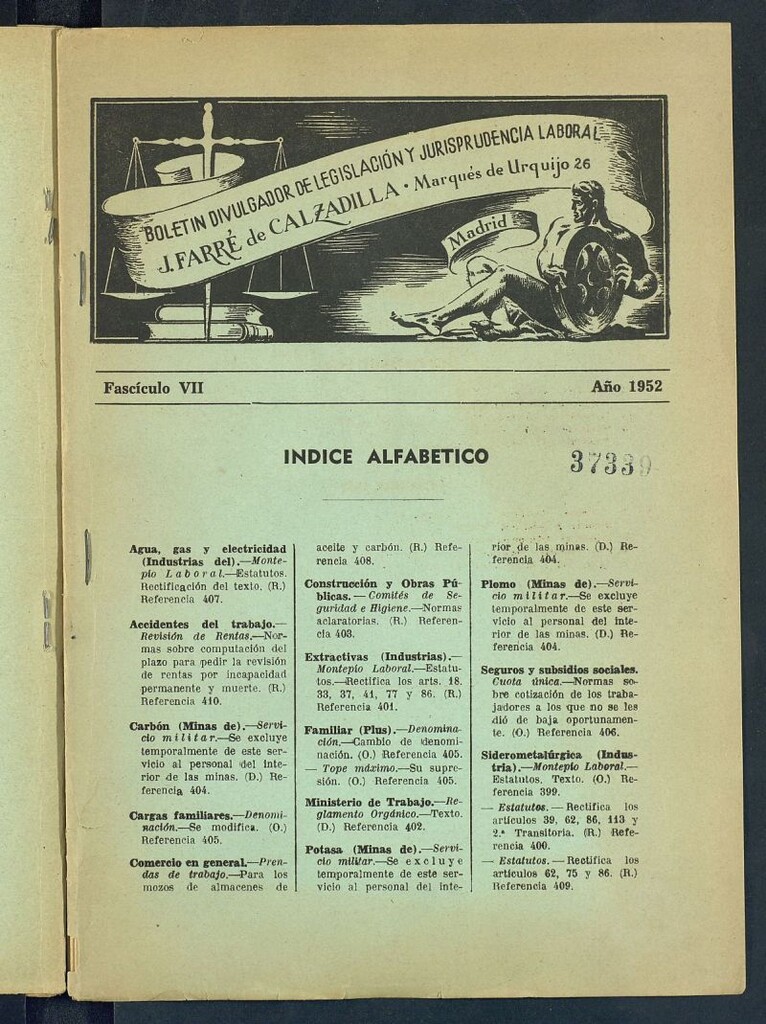 BOLETIN DIVULGADOR DE LEGISLACIÓN Y JURISPRUDENCIA LABORAL
J. FARRÉ de CALZADILLA · Marqués de Urquijo 26
Madrid
Fascículo VII
Año 1952
INDICE ALFABETICO
37339
Agua, gas y electricidad
(Industrias del).—Monte-
pío Laboral.—Estatutos.
Rectificación del texto. (R.)
Referencia 407.
Accidentes del trabajo.—
Revisión de Rentas.—Nor-
mas sobre computación del
plazo para pedir la revisión
de rentas por incapacidad
permanente y muerte. (R.)
Referencia 410.
Carbón (Minas de).—Servi-
cio militar.—Se excluye
temporalmente de este ser-
vicio al personal del inte-
rior de las minas. (D.) Re-
ferencia 404.
Cargas familiares.—Denomi-
nación.—Se modifica. (O.)
Referencia 405.
Comercio en general.—Pren-
das de trabajo.—Para los
mozos de almacenes de
aceite y carbón. (R.) Refe-
rencia 408.
Construcción y Obras Pú-
blicas. — Comités de Se-
guridad e Higiene.—Normas
aclaratorias. (R.) Referen-
cia 403.
Extractivas (Industrias).—
Montepío Laboral.—Estatu-
tos.—Rectifica los arts. 18.
33, 37, 41, 77 y 86. (R.)
Referencia 401.
Familiar (Plus).—Denomina-
ción.—Cambio de denomi-
nación. (O.) Referencia 405.
— Tope máximo.—Su supre-
sión. (O.) Referencia 405.
Ministerio de Trabajo.—Re-
glamento Orgánico.—Texto.
(D.) Referencia 402.
Potasa (Minas de).—Servi-
cio militar.—Se excluye
temporalmente de este ser-
vicio al personal del inte-
rior de las minas. (D.) Re-
ferencia 404.
Plomo (Minas de).—Servi-
cio militar.—Se excluye
temporalmente de este ser-
vicio al personal del inte-
rior de las minas. (D.) Re-
ferencia 404.
Seguros y subsidios sociales.
Cuota única.—Normas so-
bre cotización de los traba-
jadores a los que no se les
dió de baja oportunamen-
te. (O.) Referencia 406.
Siderometalúrgica (Indus-
tria).—Montepío Laboral.—
Estatutos. Texto. (O.) Re-
ferencia 399.
— Estatutos. — Rectifica los
artículos 39, 62, 86, 113 y
2.ª Transitoria. (R.) Refe-
rencia 400.
— Estatutos. — Rectifica los
artículos 62, 75 y 86. (R.)
Referencia 409.